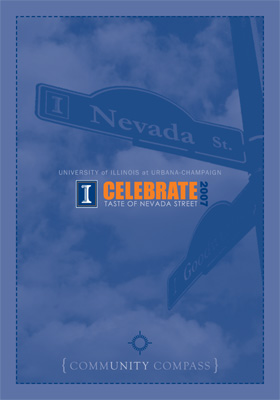 I Nevada St.
UNIVERSITY of ILLINOIS at URBANA-CHAMPAIGN
I CELEBRATE 2007
TASTE OF NEVADA STREET
{ COMMUNITY COMPASS }